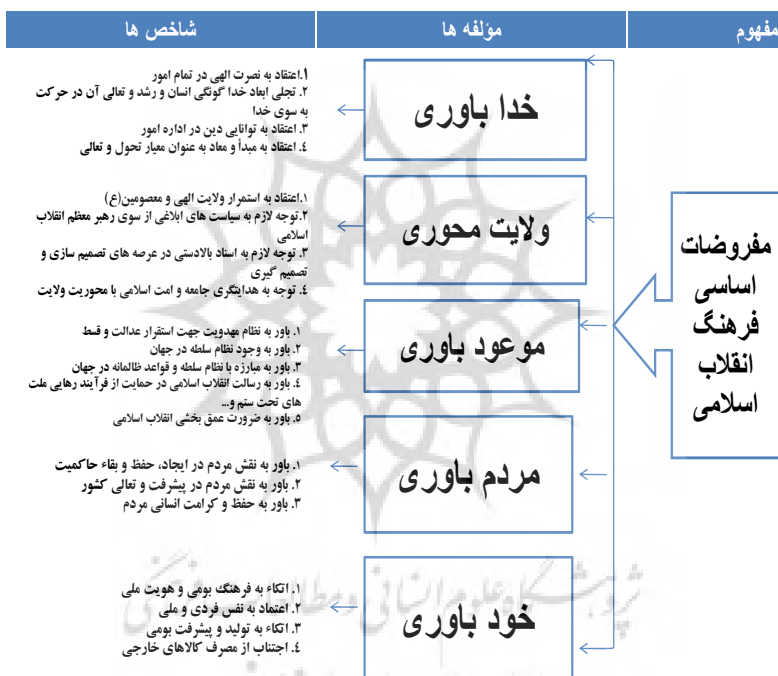 مفهوم
مؤلفه ها
شاخص ها
مفروضات
اساسی
فرهنگ
انقلاب
اسلامی
خدا باوری
۱.اعتقاد به نصرت الهی در تمام امور
۲. تجلی ابعاد خدا گونگی انسان و رشد و تعالی آن در حرکت
به سوی خدا
۳. اعتقاد به توانایی دین در اداره امور
٤. اعتقاد به مبدأ و معاد به عنوان معیار تحول و تعالی
ولایت محوری
۱.اعتقاد به استمرار ولایت الهی و معصومین(ع)
۲.توجه لازم به سیاست های ابلاغی از سوی رهبر معظم انقلاب
اسلامی
۳. توجه لازم به اسناد بالادستی در عرصه های تصمیم سازی و
تصمیم گیری
٤. توجه به هدایتگری جامعه و امت اسلامی با محوریت ولایت
موعود باوری
۱. باور به نظام مهدویت جهت استقرار عدالت و قسط
۲. باور به وجود نظام سلطه در جهان
۳. باور به مبارزه با نظام سلطه و قواعد ظالمانه در جهان
٤. باور به رسالت انقلاب اسلامی در حمایت از فرآیند رهایی ملت
های تحت ستم و...
٥. باور به ضرورت عمق بخشی انقلاب اسلامی
مردم باوری
۱. باور به نقش مردم در ایجاد، حفظ و بقاء حاکمیت
۲. باور به نقش مردم در پیشرفت و تعالی کشور
۳. باور به حفظ و کرامت انسانی مردم
خود باوری
۱. اتکاء به فرهنگ بومی و هویت ملی
۲. اعتماد به نفس فردی و ملی
۳. اتکاء به تولید و پیشرفت بومی
٤. اجتناب از مصرف کالاهای خارجی
پژوهشگاه علوم انسانی و مطالعات فرهنگی